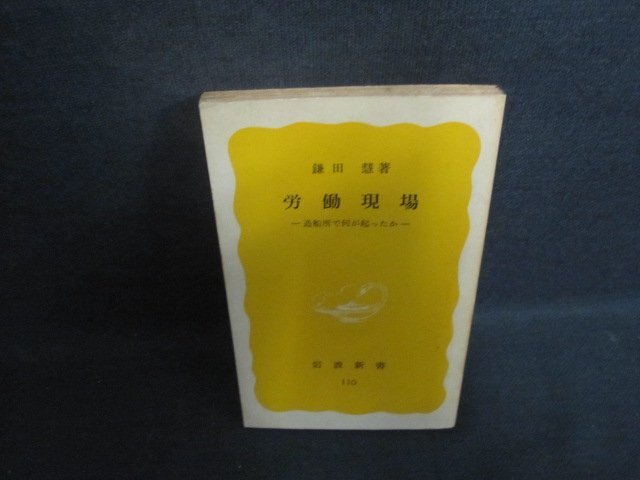 鎌田 慧著
労働現場
―造船所で何が起ったか―
岩波新書
110